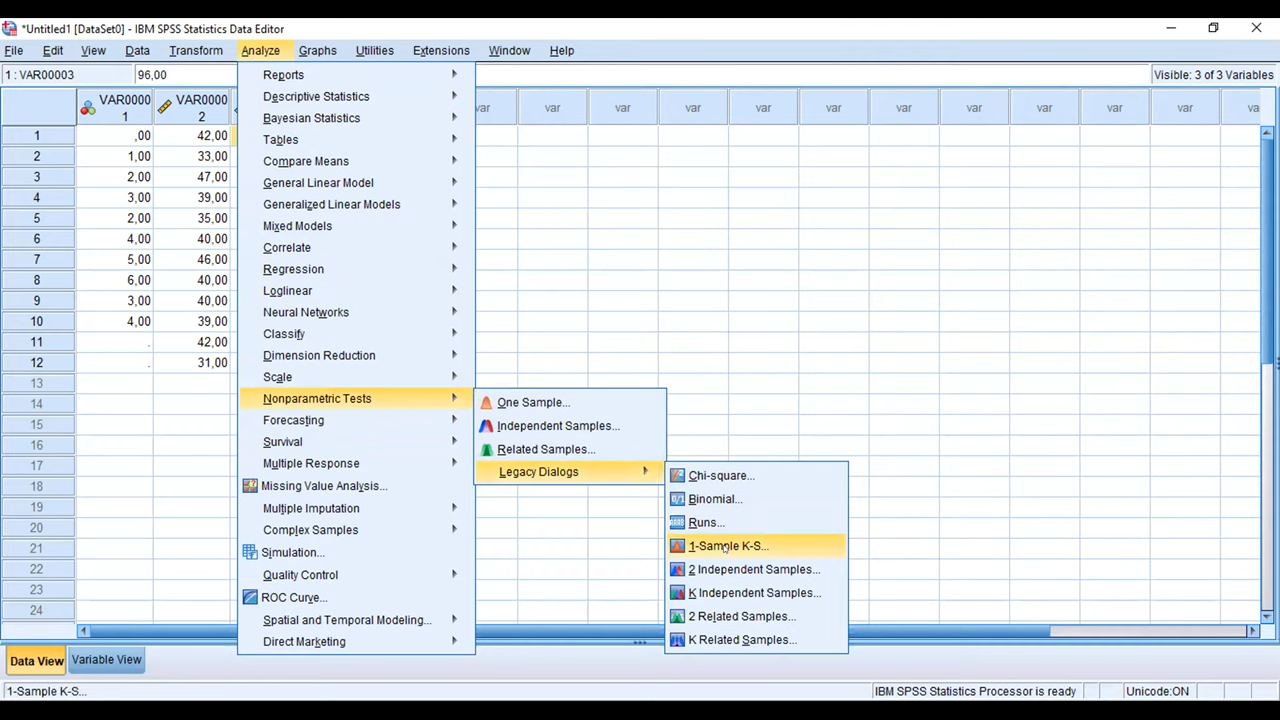 *Untitled1 [DataSet0] - IBM SPSS Statistics Data Editor
File Edit View Data Transform Analyze Graphs Utilities Extensions Window Help
1 : VAR00003 96,00 Visible: 3 of 3 Variables
VAR0000
1
VAR0000
2
var var var var var var var var var var
1 ,00 42,00
2 1,00 33,00
3 2,00 47,00
4 3,00 39,00
5 2,00 35,00
6 4,00 40,00
7 5,00 46,00
8 6,00 40,00
9 3,00 40,00
10 4,00 39,00
11 . 42,00
12 . 31,00
13
14
15
16
17
18
19
20
21
22
23
24
Reports
Descriptive Statistics
Bayesian Statistics
Tables
Compare Means
General Linear Model
Generalized Linear Models
Mixed Models
Correlate
Regression
Loglinear
Neural Networks
Classify
Dimension Reduction
Scale
Nonparametric Tests
Forecasting
Survival
Multiple Response
Missing Value Analysis...
Multiple Imputation
Complex Samples
Simulation...
Quality Control
ROC Curve...
Spatial and Temporal Modeling...
Direct Marketing
One Sample...
Independent Samples...
Related Samples...
Legacy Dialogs
Chi-square...
Binomial...
Runs...
1-Sample K-S...
2 Independent Samples...
K Independent Samples...
2 Related Samples...
K Related Samples...
Data View Variable View
1-Sample K-S... IBM SPSS Statistics Processor is ready Unicode:ON